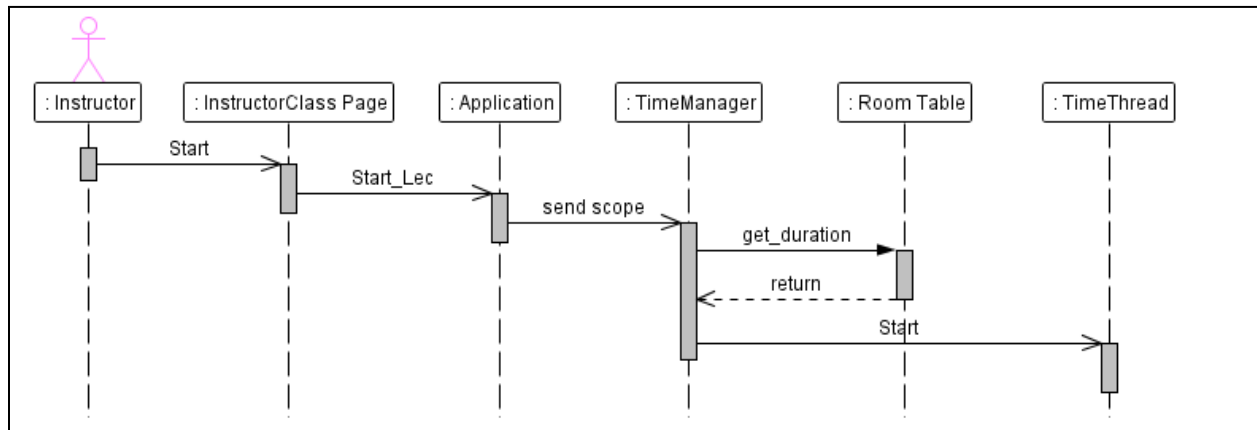 : Instructor
: InstructorClass Page
: Application
: TimeManager
: Room Table
: TimeThread
Start
Start_Lec
send scope
get_duration
return
Start